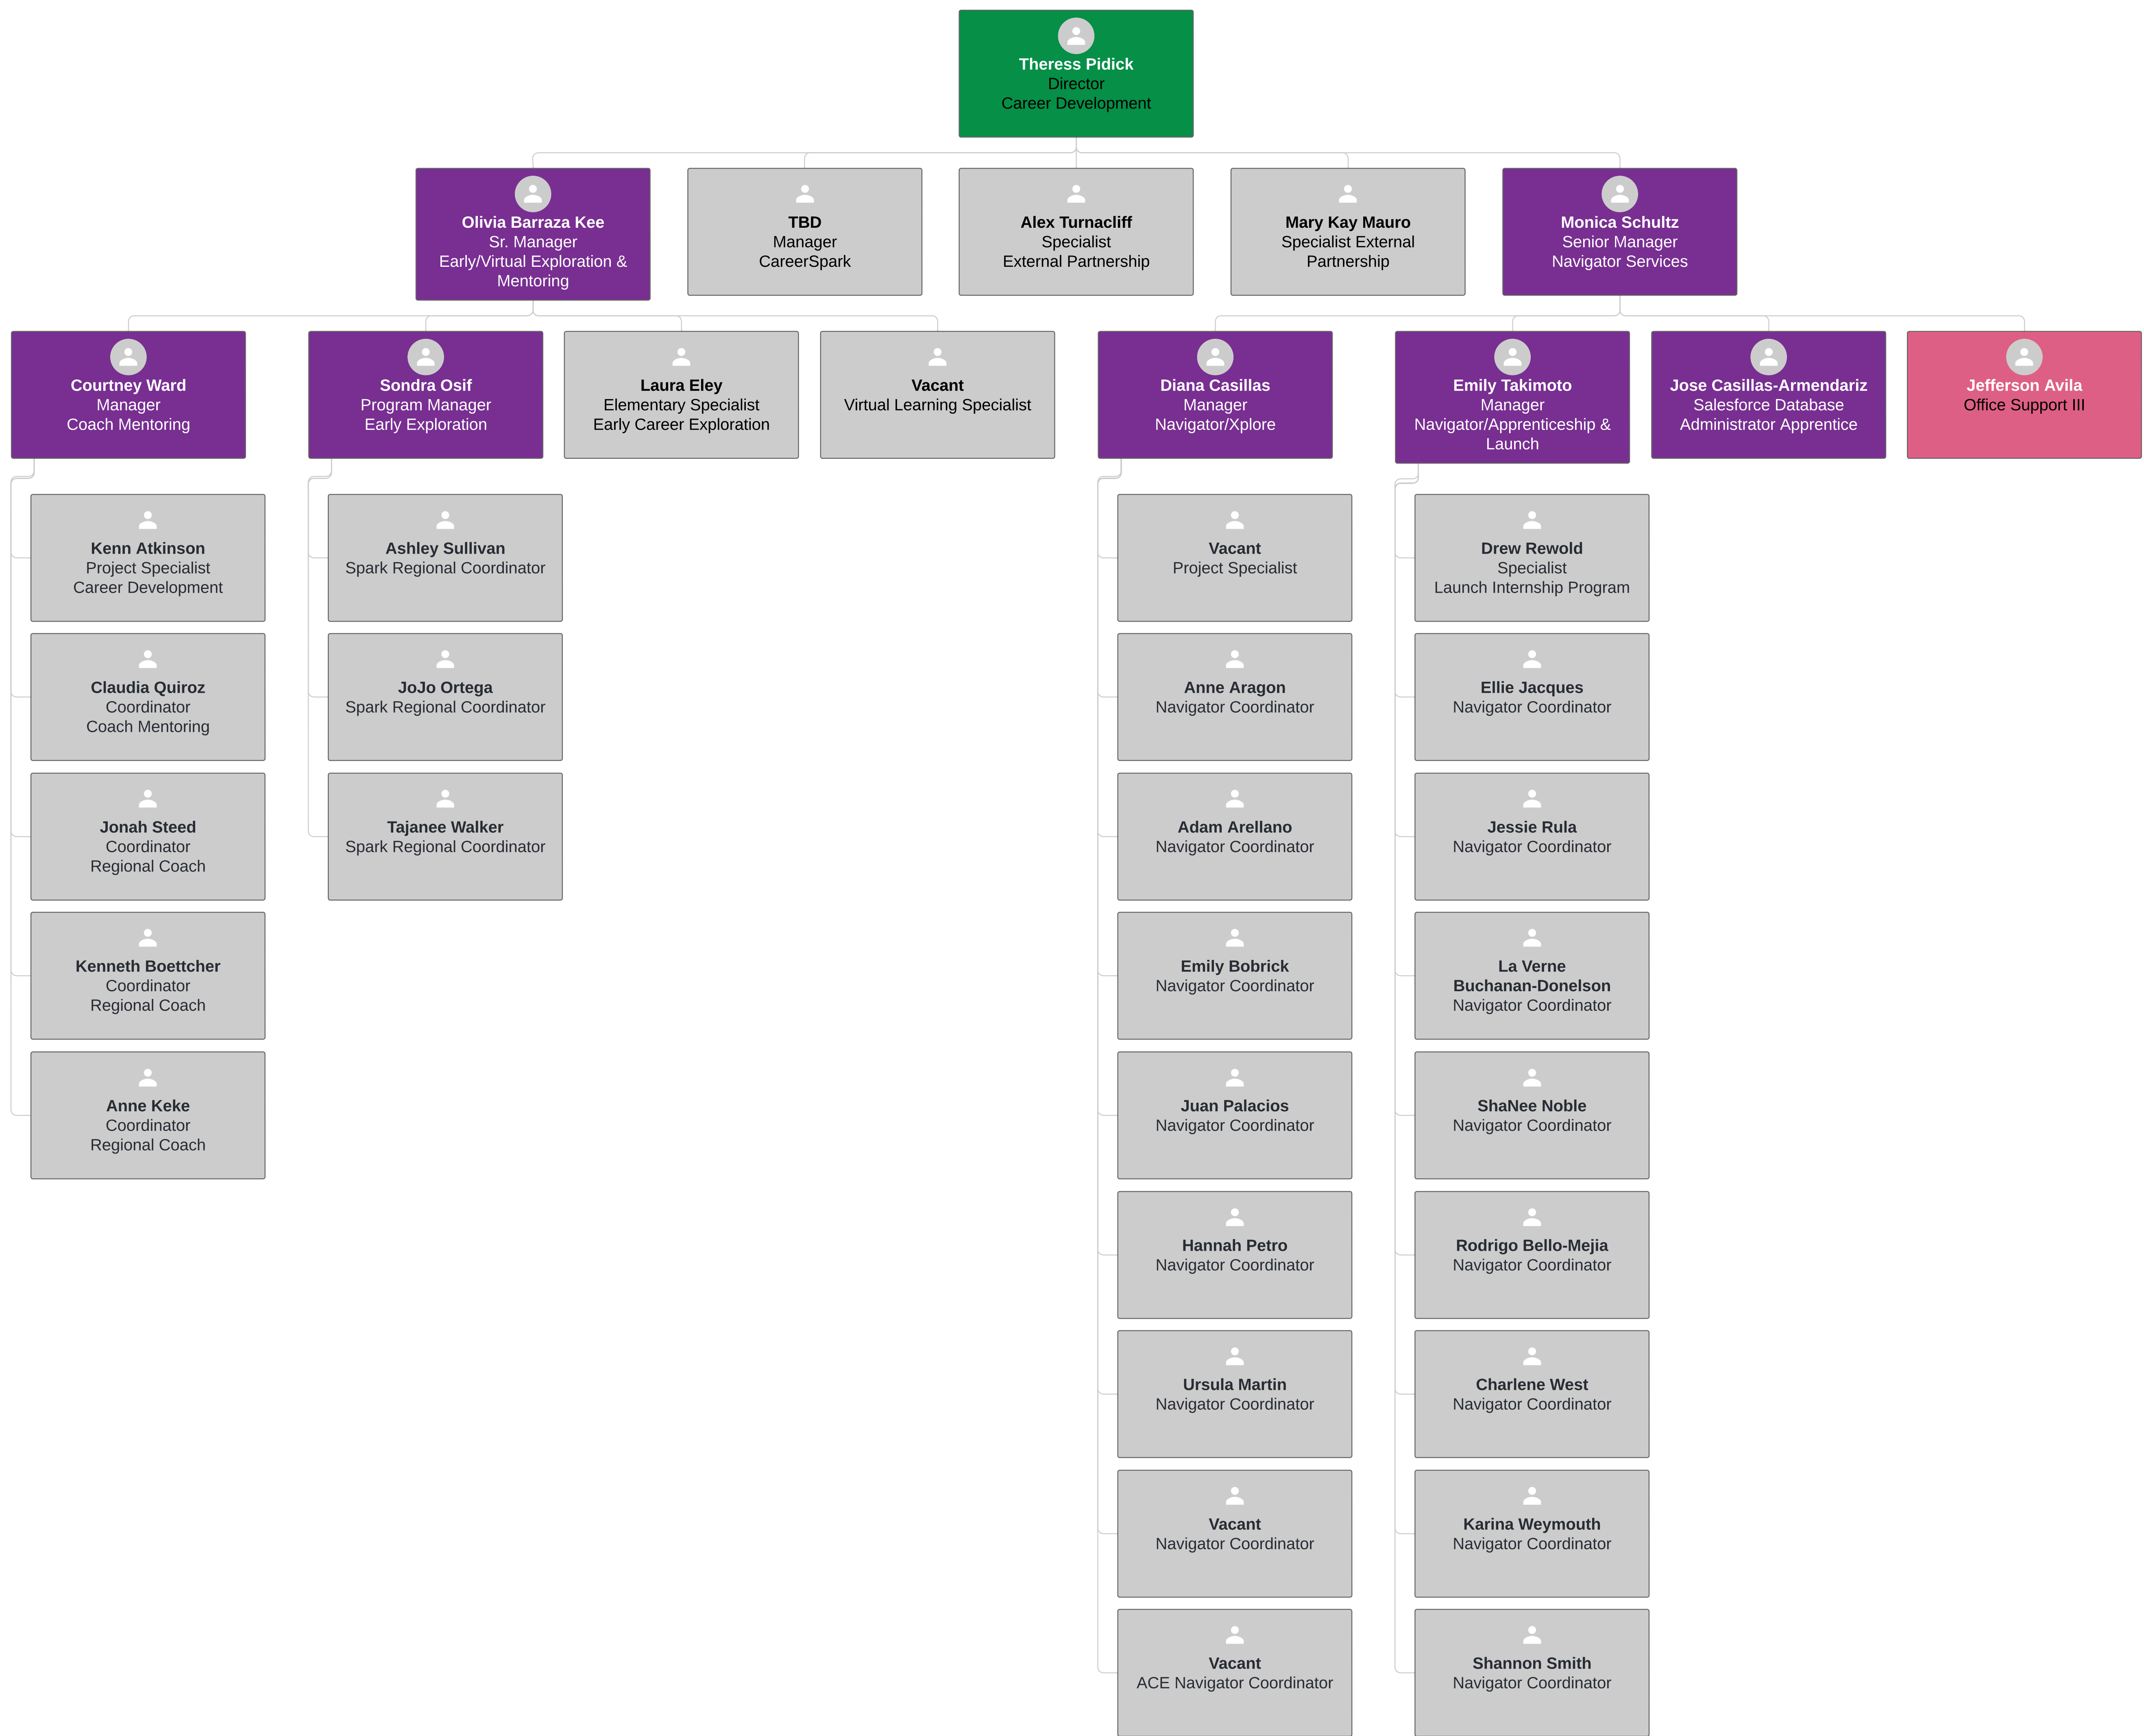 Theress Pidick
Director
Career Development
Olivia Barraza Kee
Sr. Manager
Early/Virtual Exploration &
Mentoring
TBD
Manager
CareerSpark
Alex Turnacliff
Specialist
External Partnership
Mary Kay Mauro
Specialist External
Partnership
Monica Schultz
Senior Manager
Navigator Services
Courtney Ward
Manager
Coach Mentoring
Sondra Osif
Program Manager
Early Exploration
Laura Eley
Elementary Specialist
Early Career Exploration
Vacant
Virtual Learning Specialist
Diana Casillas
Manager
Navigator/Xplore
Emily Takimoto
Manager
Navigator/Apprenticeship &
Launch
Jose Casillas-Armendariz
Salesforce Database
Administrator Apprentice
Jefferson Avila
Office Support III
Kenn Atkinson
Project Specialist
Career Development
Claudia Quiroz
Coordinator
Coach Mentoring
Jonah Steed
Coordinator
Regional Coach
Kenneth Boettcher
Coordinator
Regional Coach
Anne Keke
Coordinator
Regional Coach
Ashley Sullivan
Spark Regional Coordinator
JoJo Ortega
Spark Regional Coordinator
Tajanee Walker
Spark Regional Coordinator
Vacant
Project Specialist
Anne Aragon
Navigator Coordinator
Adam Arellano
Navigator Coordinator
Emily Bobrick
Navigator Coordinator
Juan Palacios
Navigator Coordinator
Hannah Petro
Navigator Coordinator
Ursula Martin
Navigator Coordinator
Vacant
Navigator Coordinator
Vacant
ACE Navigator Coordinator
Drew Rewold
Specialist
Launch Internship Program
Ellie Jacques
Navigator Coordinator
Jessie Rula
Navigator Coordinator
La Verne
Buchanan-Donelson
Navigator Coordinator
ShaNee Noble
Navigator Coordinator
Rodrigo Bello-Mejia
Navigator Coordinator
Charlene West
Navigator Coordinator
Karina Weymouth
Navigator Coordinator
Shannon Smith
Navigator Coordinator